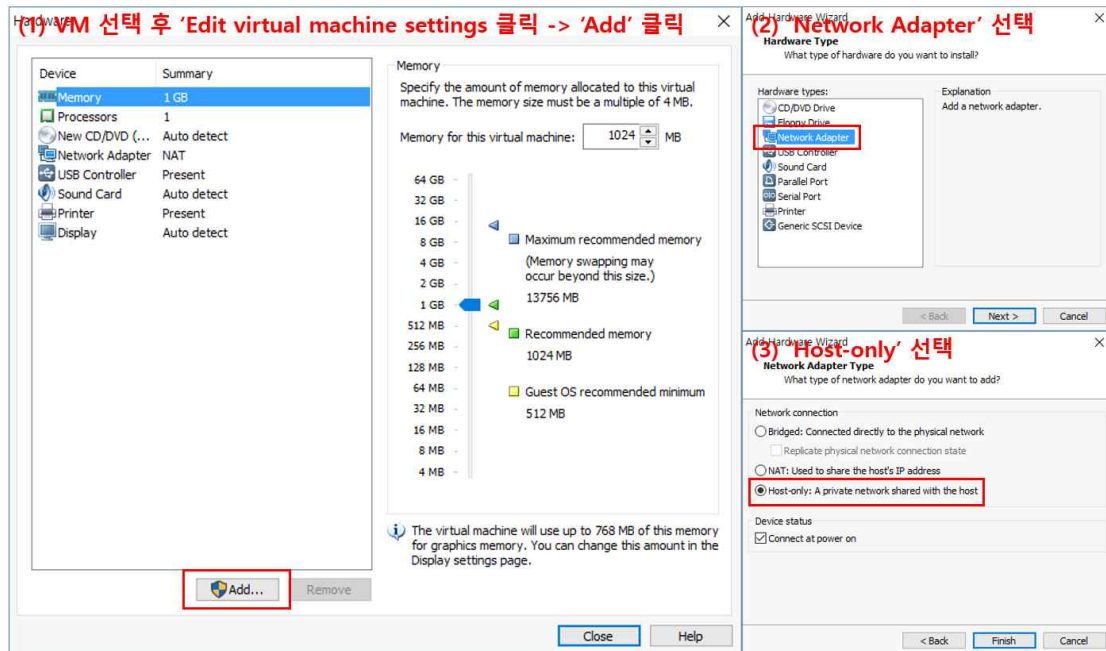 Hardware
(1) VM 선택 후 'Edit virtual machine settings 클릭 -> 'Add' 클릭
Device Summary
Memory 1 GB
Processors 1
New CD/DVD (... Auto detect
Network Adapter NAT
USB Controller Present
Sound Card Auto detect
Printer Present
Display Auto detect
Add... Remove
Memory
Specify the amount of memory allocated to this virtual
machine. The memory size must be a multiple of 4 MB.
Memory for this virtual machine: 1024 MB
64 GB
32 GB
16 GB
8 GB
4 GB
2 GB
1 GB
512 MB
256 MB
128 MB
64 MB
32 MB
16 MB
8 MB
4 MB
Maximum recommended memory
(Memory swapping may
occur beyond this size.)
13756 MB
Recommended memory
1024 MB
Guest OS recommended minimum
512 MB
The virtual machine will use up to 768 MB of this memory
for graphics memory. You can change this amount in the
Display settings page.
Close Help
Add Hardware Wizard
(2) 'Network Adapter' 선택
Hardware Type
What type of hardware do you want to install?
Hardware types:
CD/DVD Drive
Floppy Drive
Network Adapter
USB Controller
Sound Card
Parallel Port
Serial Port
Printer
Generic SCSI Device
Explanation
Add a network adapter.
< Back Next > Cancel
Add Hardware Wizard
(3) 'Host-only' 선택
Network Adapter Type
What type of network adapter do you want to add?
Network connection
Bridged: Connected directly to the physical network
Replicate physical network connection state
NAT: Used to share the host's IP address
Host-only: A private network shared with the host
Device status
Connect at power on
< Back Finish Cancel